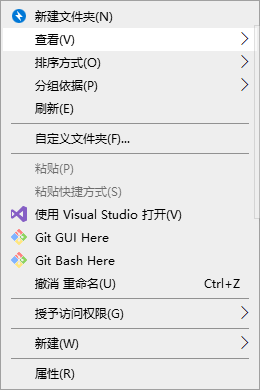 新建文件夹(N)
查看(V)
排序方式(O)
分组依据(P)
刷新(E)
自定义文件夹(F)...
粘贴(P)
粘贴快捷方式(S)
使用 Visual Studio 打开(V)
Git GUI Here
Git Bash Here
撤消 重命名(U) Ctrl+Z
授予访问权限(G)
新建(W)
属性(R)